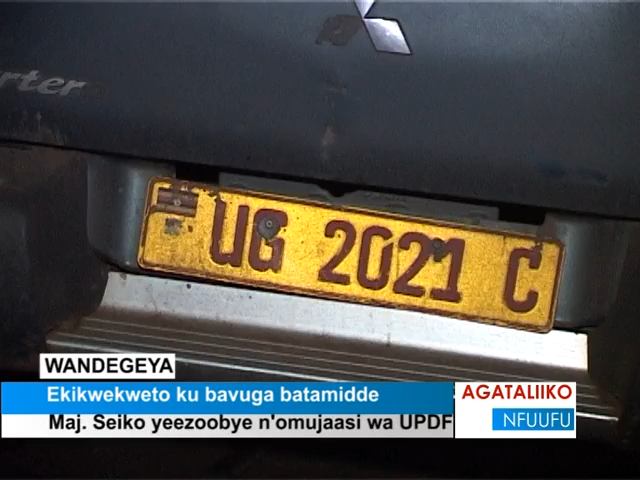 rter
UG 2021 C
WANDEGEYA
Ekikwekweto ku bavuga batamidde
Maj. Seiko yeezoobye n'omujaasi wa UPDF
AGATALIIKO
NFUUFU